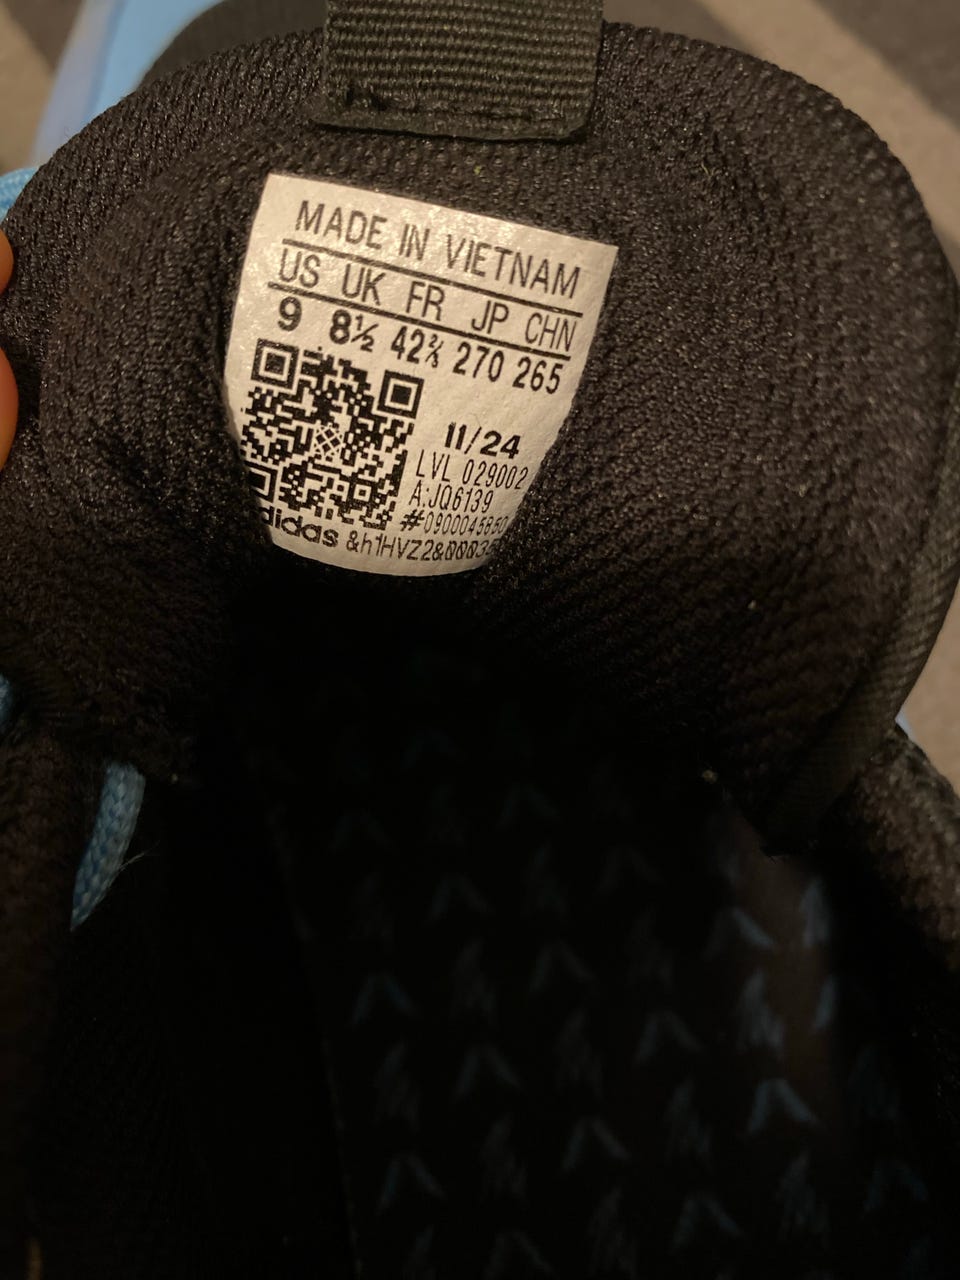 MADE IN VIETNAM
US UK FR JP CHN
9 8½ 42⅔ 270 265
11/24
LVL 029002
A:JQ6139
adidas